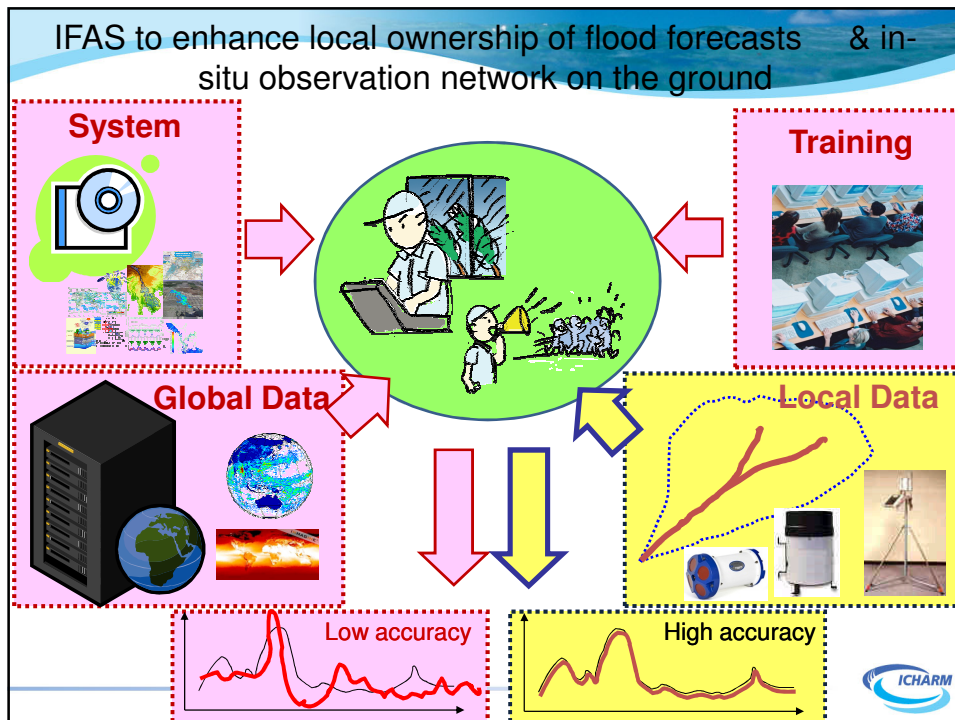 IFAS to enhance local ownership of flood forecasts & in-
situ observation network on the ground
System
Training
Global Data
Local Data
Low accuracy
High accuracy
ICHARM